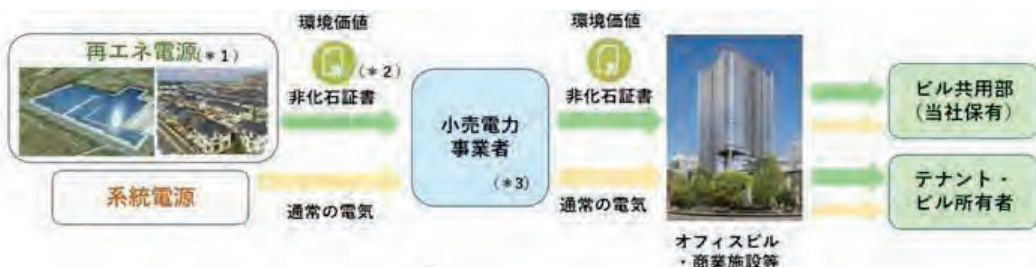 再エネ電源(*1)
系統電源
環境価値
(*2)
非化石証書
通常の電気
小売電力
事業者
(*3)
環境価値
非化石証書
通常の電気
オフィスビル
・商業施設等
ビル共用部
(当社保有)
テナント・
ビル所有者